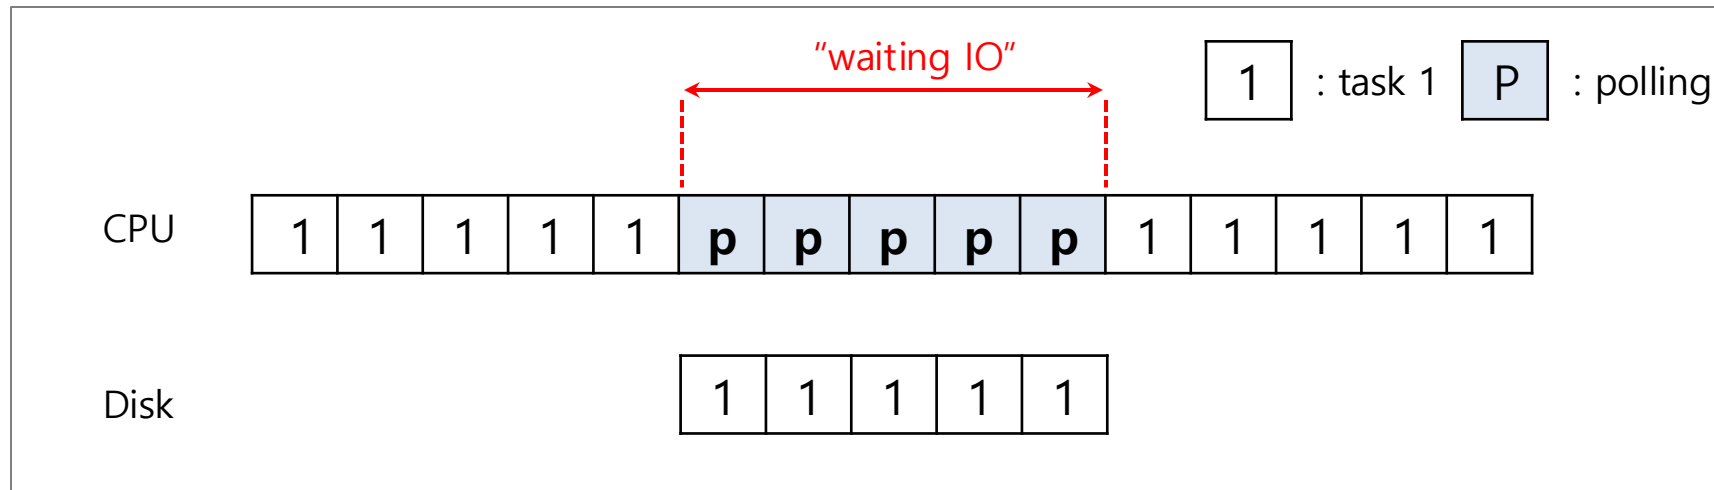 “waiting IO”
1 : task 1 P : polling
CPU 1 1 1 1 1 p p p p p 1 1 1 1 1
Disk 1 1 1 1 1